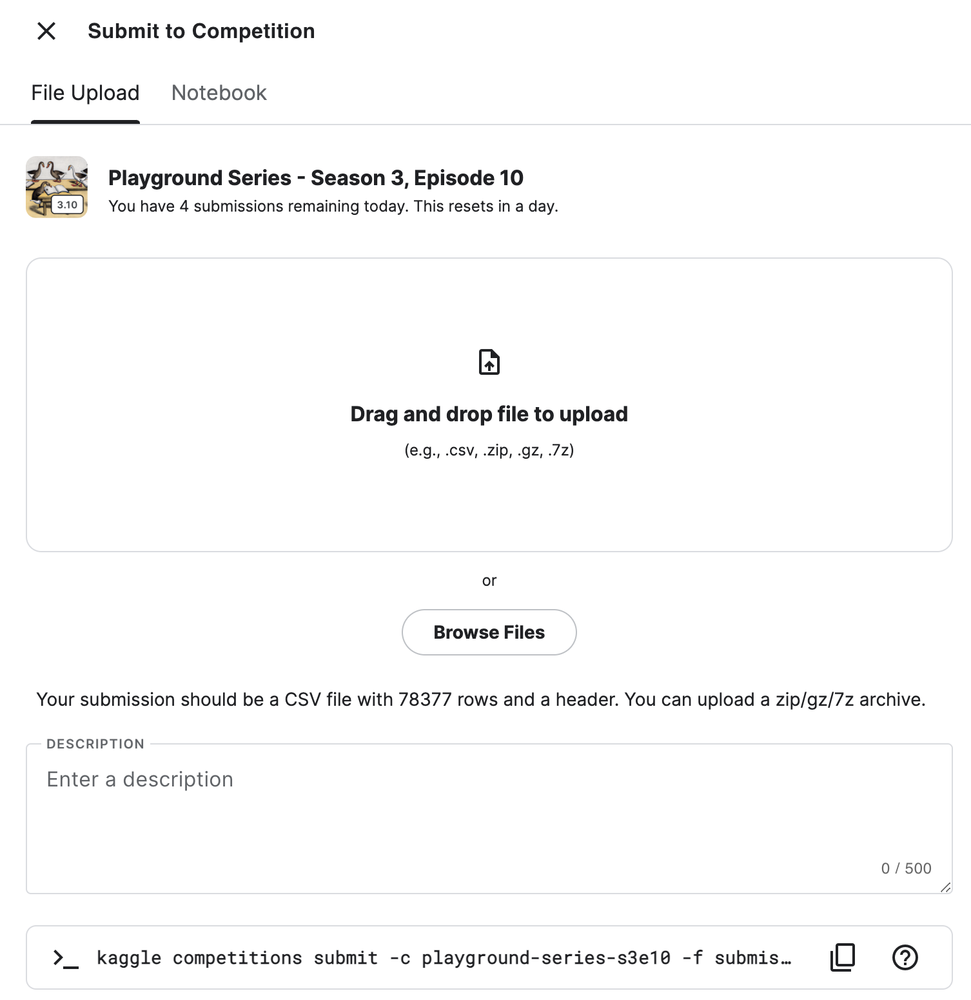 Submit to Competition
File Upload Notebook
3.10
Playground Series - Season 3, Episode 10
You have 4 submissions remaining today. This resets in a day.
Drag and drop file to upload
(e.g., .csv, .zip, .gz, .7z)
or
Browse Files
Your submission should be a CSV file with 78377 rows and a header. You can upload a zip/gz/7z archive.
DESCRIPTION
Enter a description
0 / 500
>_ kaggle competitions submit -c playground-series-s3e10 -f submis…